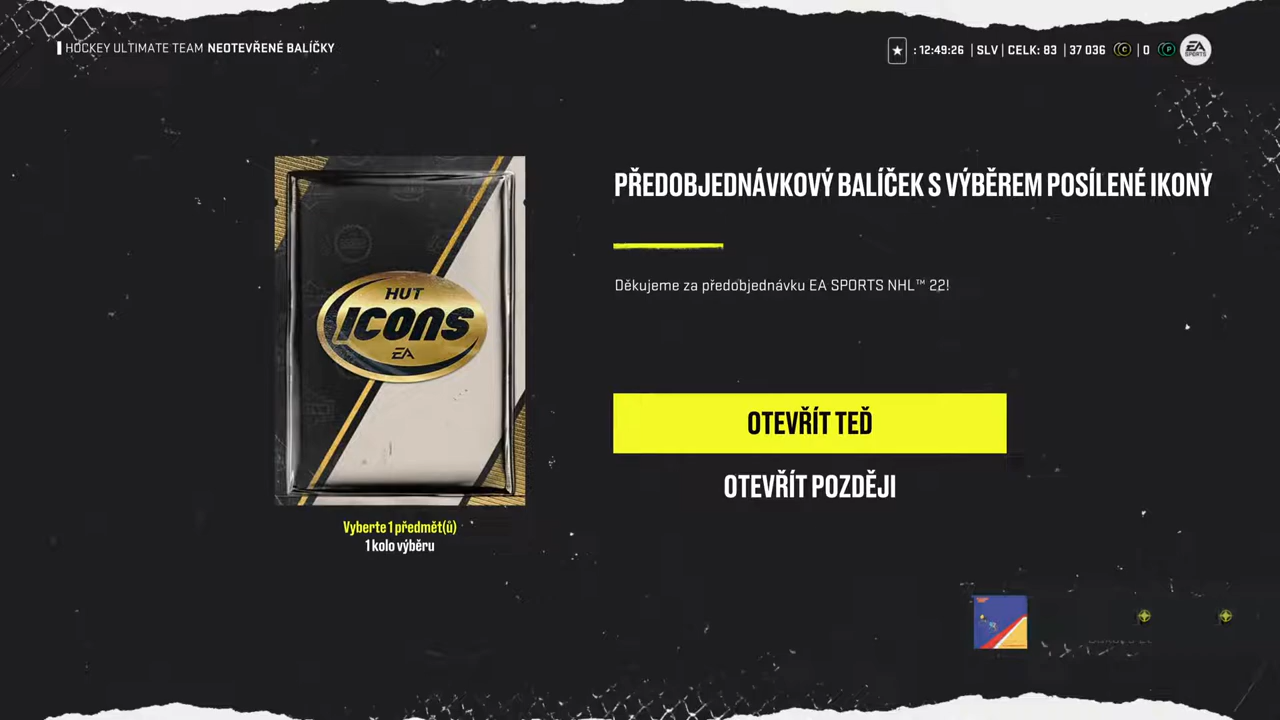 HOCKEY ULTIMATE TEAM NEOTEVŘENÉ BALÍČKY
: 12:49:26 | SLV | CELK: 83 | 37 036 C | 0 P EA SPORTS
PŘEDOBJEDNÁVKOVÝ BALÍČEK S VÝBĚREM POSÍLENÉ IKONY
Děkujeme za předobjednávku EA SPORTS NHL™ 22!
HUT
ICONS
EA
OTEVŘÍT TEĎ
OTEVŘÍT POZDĚJI
Vyberte 1 předmět(ů)
1 kolo výběru